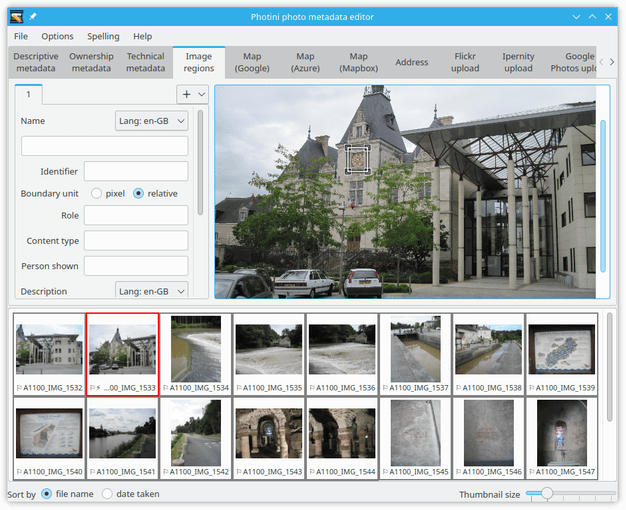 Photini photo metadata editor
File Options Spelling Help
Descriptive metadata
Ownership metadata
Technical metadata
Image regions
Map (Google)
Map (Azure)
Map (Mapbox)
Address
Flickr upload
Ipernity upload
Google Photos uplo
1
Name Lang: en-GB
Identifier
Boundary unit pixel relative
Role
Content type
Person shown
Description Lang: en-GB
A1100_IMG_1532 ...00_IMG_1533 A1100_IMG_1534 A1100_IMG_1535 A1100_IMG_1536 A1100_IMG_1537 A1100_IMG_1538 A1100_IMG_1539
A1100_IMG_1540 A1100_IMG_1541 A1100_IMG_1542 A1100_IMG_1543 A1100_IMG_1544 A1100_IMG_1545 A1100_IMG_1546 A1100_IMG_1547
Sort by file name date taken Thumbnail size